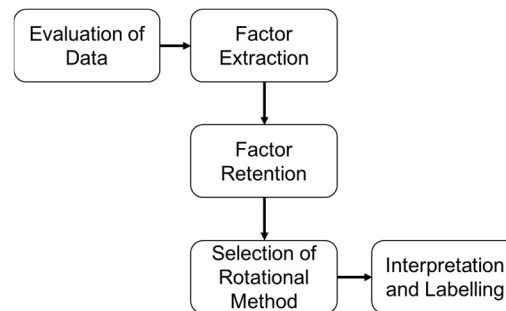 Evaluation of
Data
Factor
Extraction
Factor
Retention
Selection of
Rotational
Method
Interpretation
and Labelling